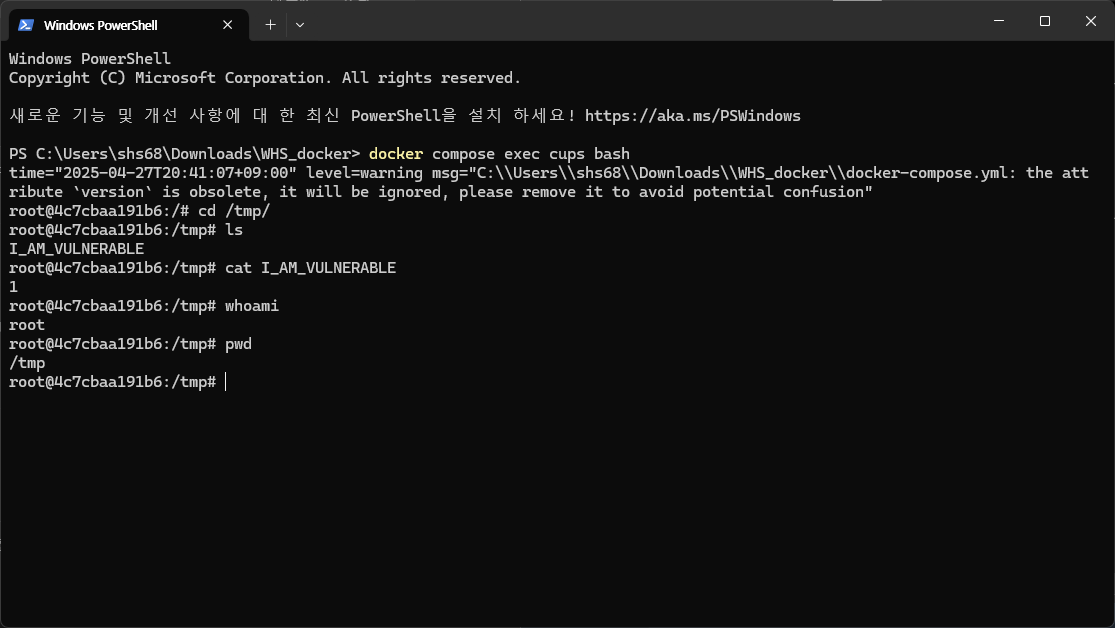 Windows PowerShell
Windows PowerShell
Copyright (C) Microsoft Corporation. All rights reserved.
새로운 기능 및 개선 사항에 대 한 최신 PowerShell을 설치 하세요! https://aka.ms/PSWindows
PS C:\Users\shs68\Downloads\WHS_docker> docker compose exec cups bash
time="2025-04-27T20:41:07+09:00" level=warning msg="C:\\Users\\shs68\\Downloads\\WHS_docker\\docker-compose.yml: the att
ribute `version` is obsolete, it will be ignored, please remove it to avoid potential confusion"
root@4c7cbaa191b6:/# cd /tmp/
root@4c7cbaa191b6:/tmp# ls
I_AM_VULNERABLE
root@4c7cbaa191b6:/tmp# cat I_AM_VULNERABLE
1
root@4c7cbaa191b6:/tmp# whoami
root
root@4c7cbaa191b6:/tmp# pwd
/tmp
root@4c7cbaa191b6:/tmp#